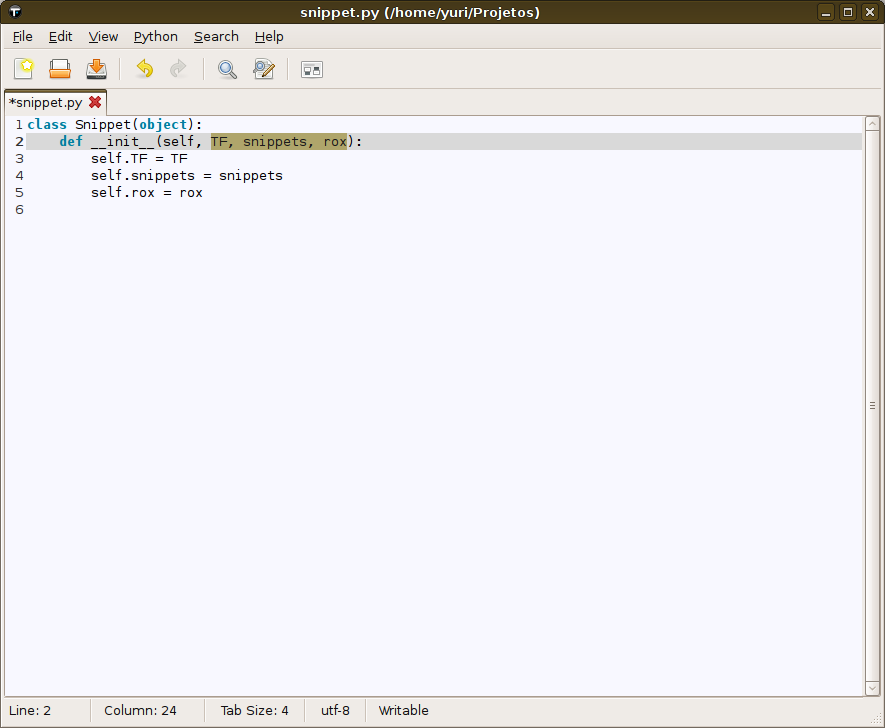 snippet.py (/home/yuri/Projetos)
File Edit View Python Search Help
*snippet.py
1 class Snippet(object):
2     def __init__(self, TF, snippets, rox):
3         self.TF = TF
4         self.snippets = snippets
5         self.rox = rox
6
Line: 2 Column: 24 Tab Size: 4 utf-8 Writable